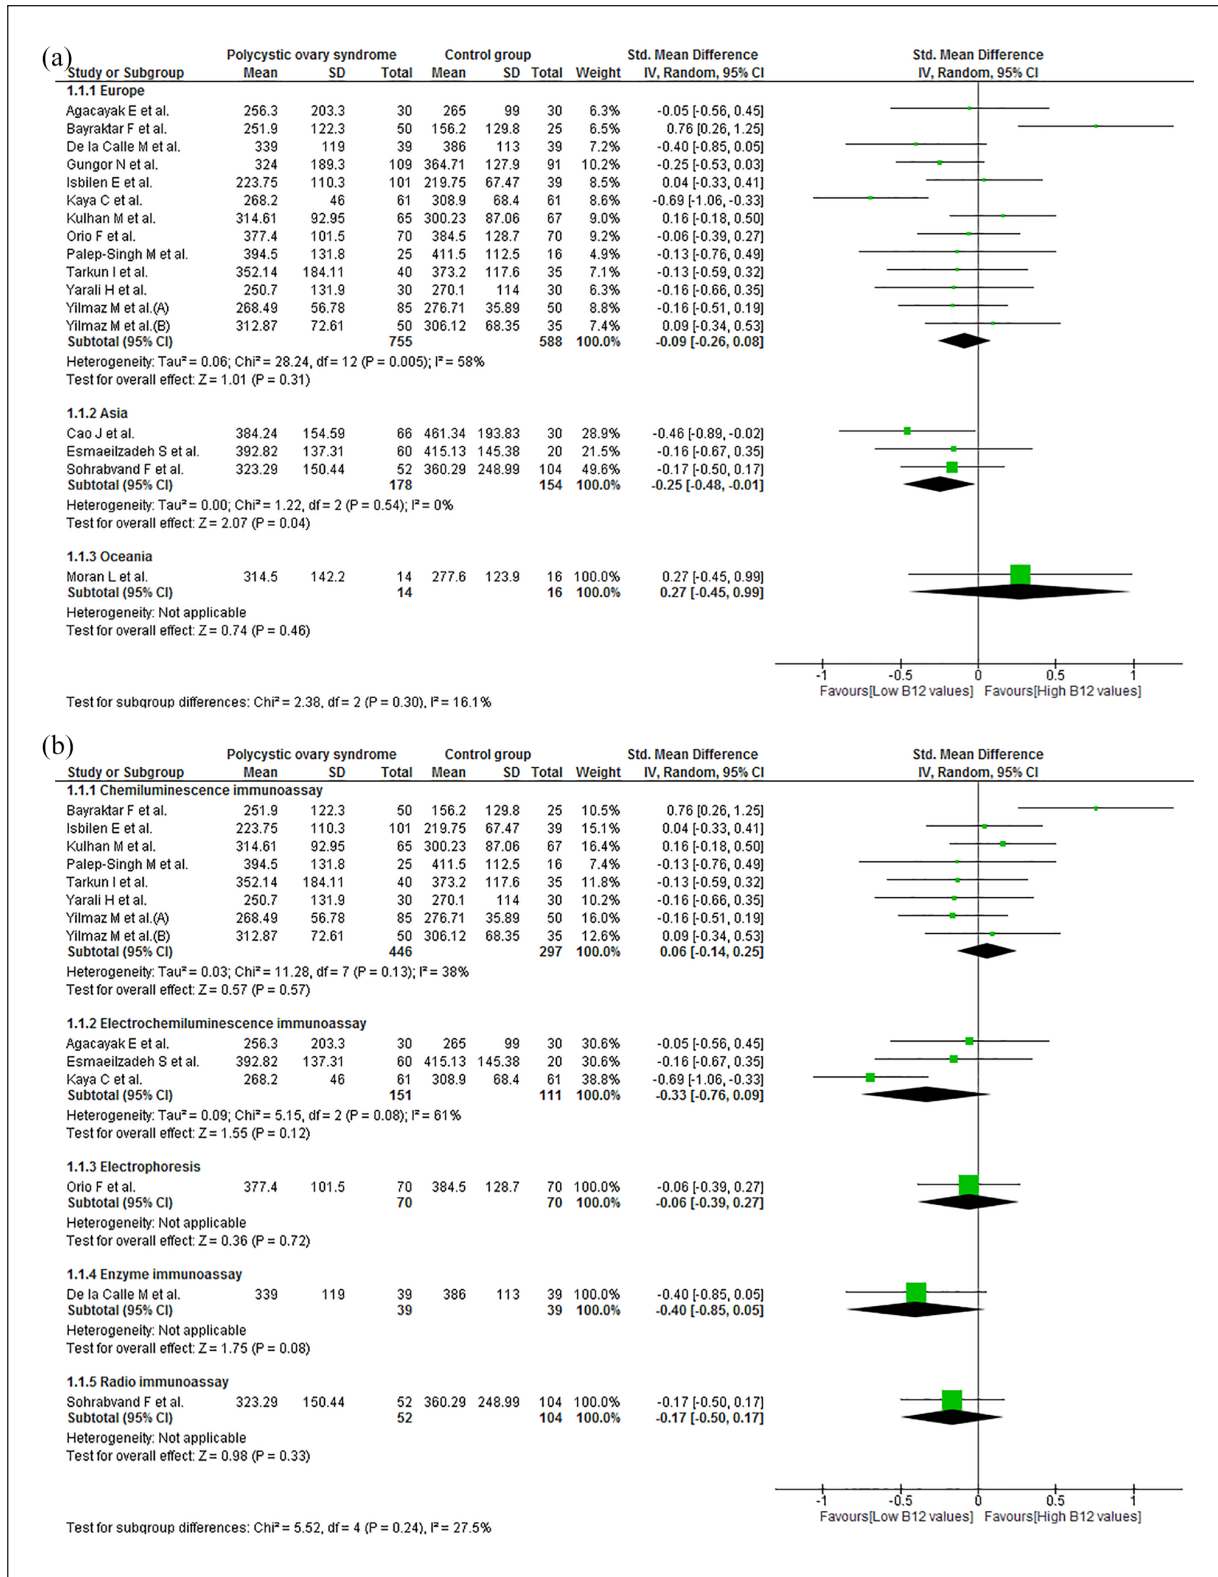 (a)
Polycystic ovary syndrome Control group Std. Mean Difference Std. Mean Difference
Study or Subgroup Mean SD Total Mean SD Total Weight IV, Random, 95% CI IV, Random, 95% CI
1.1.1 Europe
Agacayak E et al. 256.3 203.3 30 265 99 30 6.3% -0.05 [-0.56, 0.45]
Bayraktar F et al. 251.9 122.3 50 156.2 129.8 25 6.5% 0.76 [0.26, 1.25]
De la Calle M et al. 339 119 39 386 113 39 7.2% -0.40 [-0.85, 0.05]
Gungor N et al. 324 189.3 109 364.71 127.9 91 10.2% -0.25 [-0.53, 0.03]
Isbilen E et al. 223.75 110.3 101 219.75 67.47 39 8.5% 0.04 [-0.33, 0.41]
Kaya C et al. 268.2 46 61 308.9 68.4 61 8.6% -0.69 [-1.06, -0.33]
Kulhan M et al. 314.61 92.95 65 300.23 87.06 67 9.0% 0.16 [-0.18, 0.50]
Orio F et al. 377.4 101.5 70 384.5 128.7 70 9.2% -0.06 [-0.39, 0.27]
Palep-Singh M et al. 394.5 131.8 25 411.5 112.5 16 4.9% -0.13 [-0.76, 0.49]
Tarkun I et al. 352.14 184.11 40 373.2 117.6 35 7.1% -0.13 [-0.59, 0.32]
Yarali H et al. 250.7 131.9 30 270.1 114 30 6.3% -0.16 [-0.66, 0.35]
Yilmaz M et al.(A) 268.49 56.78 85 276.71 35.89 50 8.8% -0.16 [-0.51, 0.19]
Yilmaz M et al.(B) 312.87 72.61 50 306.12 68.35 35 7.4% 0.09 [-0.34, 0.53]
Subtotal (95% CI) 755 588 100.0% -0.09 [-0.26, 0.08]
Heterogeneity: Tau² = 0.06; Chi² = 28.24, df = 12 (P = 0.005); I² = 58%
Test for overall effect: Z = 1.01 (P = 0.31)
1.1.2 Asia
Cao J et al. 384.24 154.59 66 461.34 193.83 30 28.9% -0.46 [-0.89, -0.02]
Esmaeilzadeh S et al. 392.82 137.31 60 415.13 145.38 20 21.5% -0.16 [-0.67, 0.35]
Sohrabvand F et al. 323.29 150.44 52 360.29 248.99 104 49.6% -0.17 [-0.50, 0.17]
Subtotal (95% CI) 178 154 100.0% -0.25 [-0.48, -0.01]
Heterogeneity: Tau² = 0.00; Chi² = 1.22, df = 2 (P = 0.54); I² = 0%
Test for overall effect: Z = 2.07 (P = 0.04)
1.1.3 Oceania
Moran L et al. 314.5 142.2 14 277.6 123.9 16 100.0% 0.27 [-0.45, 0.99]
Subtotal (95% CI) 14 16 100.0% 0.27 [-0.45, 0.99]
Heterogeneity: Not applicable
Test for overall effect: Z = 0.74 (P = 0.46)
-1 -0.5 0 0.5 1
Favours[Low B12 values] Favours[High B12 values]
Test for subgroup differences: Chi² = 2.38, df = 2 (P = 0.30), I² = 16.1%
(b)
Polycystic ovary syndrome Control group Std. Mean Difference Std. Mean Difference
Study or Subgroup Mean SD Total Mean SD Total Weight IV, Random, 95% CI IV, Random, 95% CI
1.1.1 Chemiluminescence immunoassay
Bayraktar F et al. 251.9 122.3 50 156.2 129.8 25 10.5% 0.76 [0.26, 1.25]
Isbilen E et al. 223.75 110.3 101 219.75 67.47 39 15.1% 0.04 [-0.33, 0.41]
Kulhan M et al. 314.61 92.95 65 300.23 87.06 67 16.4% 0.16 [-0.18, 0.50]
Palep-Singh M et al. 394.5 131.8 25 411.5 112.5 16 7.4% -0.13 [-0.76, 0.49]
Tarkun I et al. 352.14 184.11 40 373.2 117.6 35 11.8% -0.13 [-0.59, 0.32]
Yarali H et al. 250.7 131.9 30 270.1 114 30 10.2% -0.16 [-0.66, 0.35]
Yilmaz M et al.(A) 268.49 56.78 85 276.71 35.89 50 16.0% -0.16 [-0.51, 0.19]
Yilmaz M et al.(B) 312.87 72.61 50 306.12 68.35 35 12.6% 0.09 [-0.34, 0.53]
Subtotal (95% CI) 446 297 100.0% 0.06 [-0.14, 0.25]
Heterogeneity: Tau² = 0.03; Chi² = 11.28, df = 7 (P = 0.13); I² = 38%
Test for overall effect: Z = 0.57 (P = 0.57)
1.1.2 Electrochemiluminescence immunoassay
Agacayak E et al. 256.3 203.3 30 265 99 30 30.6% -0.05 [-0.56, 0.45]
Esmaeilzadeh S et al. 392.82 137.31 60 415.13 145.38 20 30.6% -0.16 [-0.67, 0.35]
Kaya C et al. 268.2 46 61 308.9 68.4 61 38.8% -0.69 [-1.06, -0.33]
Subtotal (95% CI) 151 111 100.0% -0.33 [-0.76, 0.09]
Heterogeneity: Tau² = 0.09; Chi² = 5.15, df = 2 (P = 0.08); I² = 61%
Test for overall effect: Z = 1.55 (P = 0.12)
1.1.3 Electrophoresis
Orio F et al. 377.4 101.5 70 384.5 128.7 70 100.0% -0.06 [-0.39, 0.27]
Subtotal (95% CI) 70 70 100.0% -0.06 [-0.39, 0.27]
Heterogeneity: Not applicable
Test for overall effect: Z = 0.36 (P = 0.72)
1.1.4 Enzyme immunoassay
De la Calle M et al. 339 119 39 386 113 39 100.0% -0.40 [-0.85, 0.05]
Subtotal (95% CI) 39 39 100.0% -0.40 [-0.85, 0.05]
Heterogeneity: Not applicable
Test for overall effect: Z = 1.75 (P = 0.08)
1.1.5 Radio immunoassay
Sohrabvand F et al. 323.29 150.44 52 360.29 248.99 104 100.0% -0.17 [-0.50, 0.17]
Subtotal (95% CI) 52 104 100.0% -0.17 [-0.50, 0.17]
Heterogeneity: Not applicable
Test for overall effect: Z = 0.98 (P = 0.33)
-1 -0.5 0 0.5 1
Favours[Low B12 values] Favours[High B12 values]
Test for subgroup differences: Chi² = 5.52, df = 4 (P = 0.24), I² = 27.5%